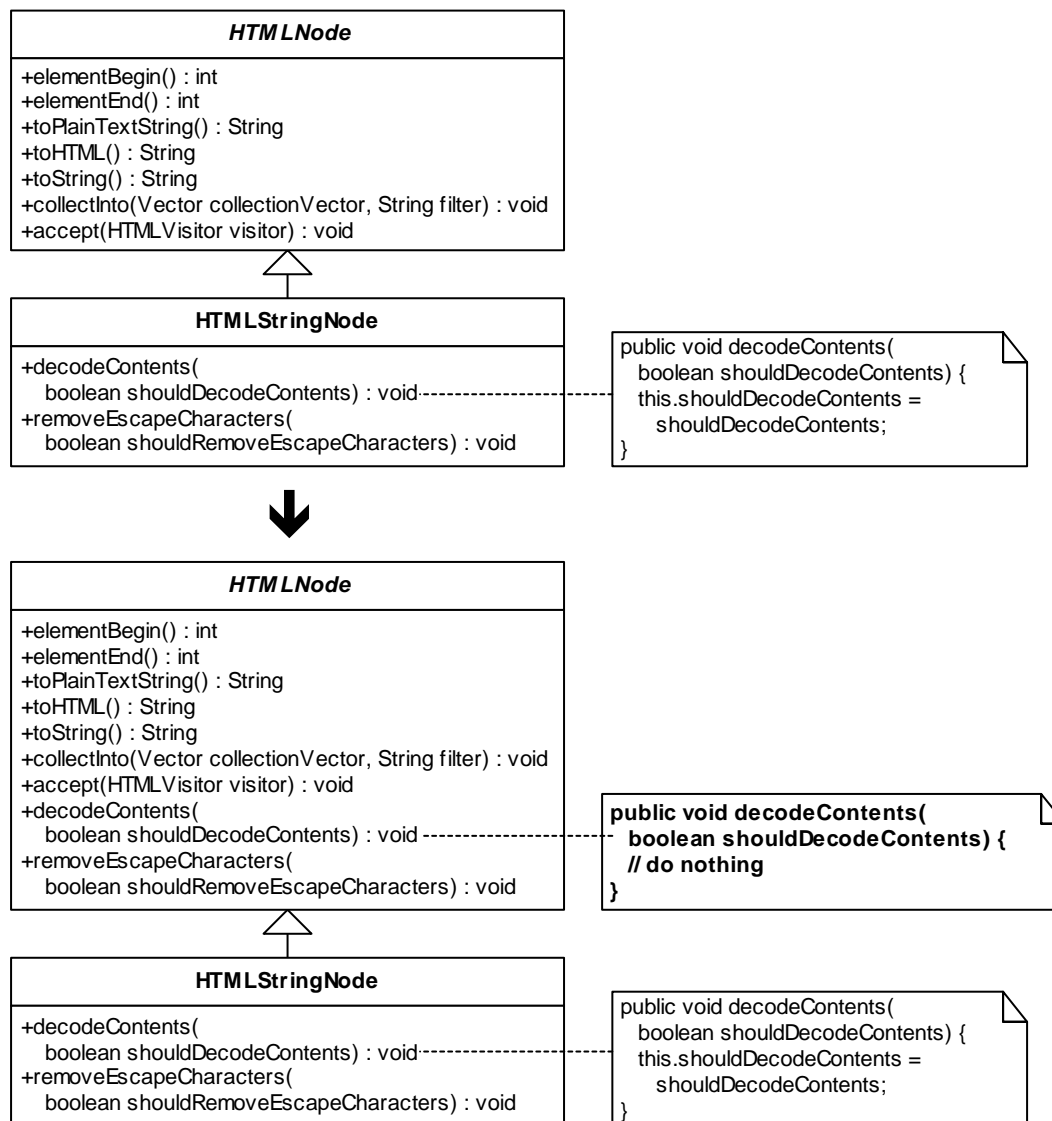 HTMLNode
+elementBegin() : int
+elementEnd() : int
+toPlainTextString() : String
+toHTML() : String
+toString() : String
+collectInto(Vector collectionVector, String filter) : void
+accept(HTMLVisitor visitor) : void
HTMLStringNode
+decodeContents(
boolean shouldDecodeContents) : void
+removeEscapeCharacters(
boolean shouldRemoveEscapeCharacters) : void
public void decodeContents(
boolean shouldDecodeContents) {
this.shouldDecodeContents =
shouldDecodeContents;
}
HTMLNode
+elementBegin() : int
+elementEnd() : int
+toPlainTextString() : String
+toHTML() : String
+toString() : String
+collectInto(Vector collectionVector, String filter) : void
+accept(HTMLVisitor visitor) : void
+decodeContents(
boolean shouldDecodeContents) : void
+removeEscapeCharacters(
boolean shouldRemoveEscapeCharacters) : void
public void decodeContents(
boolean shouldDecodeContents) {
// do nothing
}
HTMLStringNode
+decodeContents(
boolean shouldDecodeContents) : void
+removeEscapeCharacters(
boolean shouldRemoveEscapeCharacters) : void
public void decodeContents(
boolean shouldDecodeContents) {
this.shouldDecodeContents =
shouldDecodeContents;
}